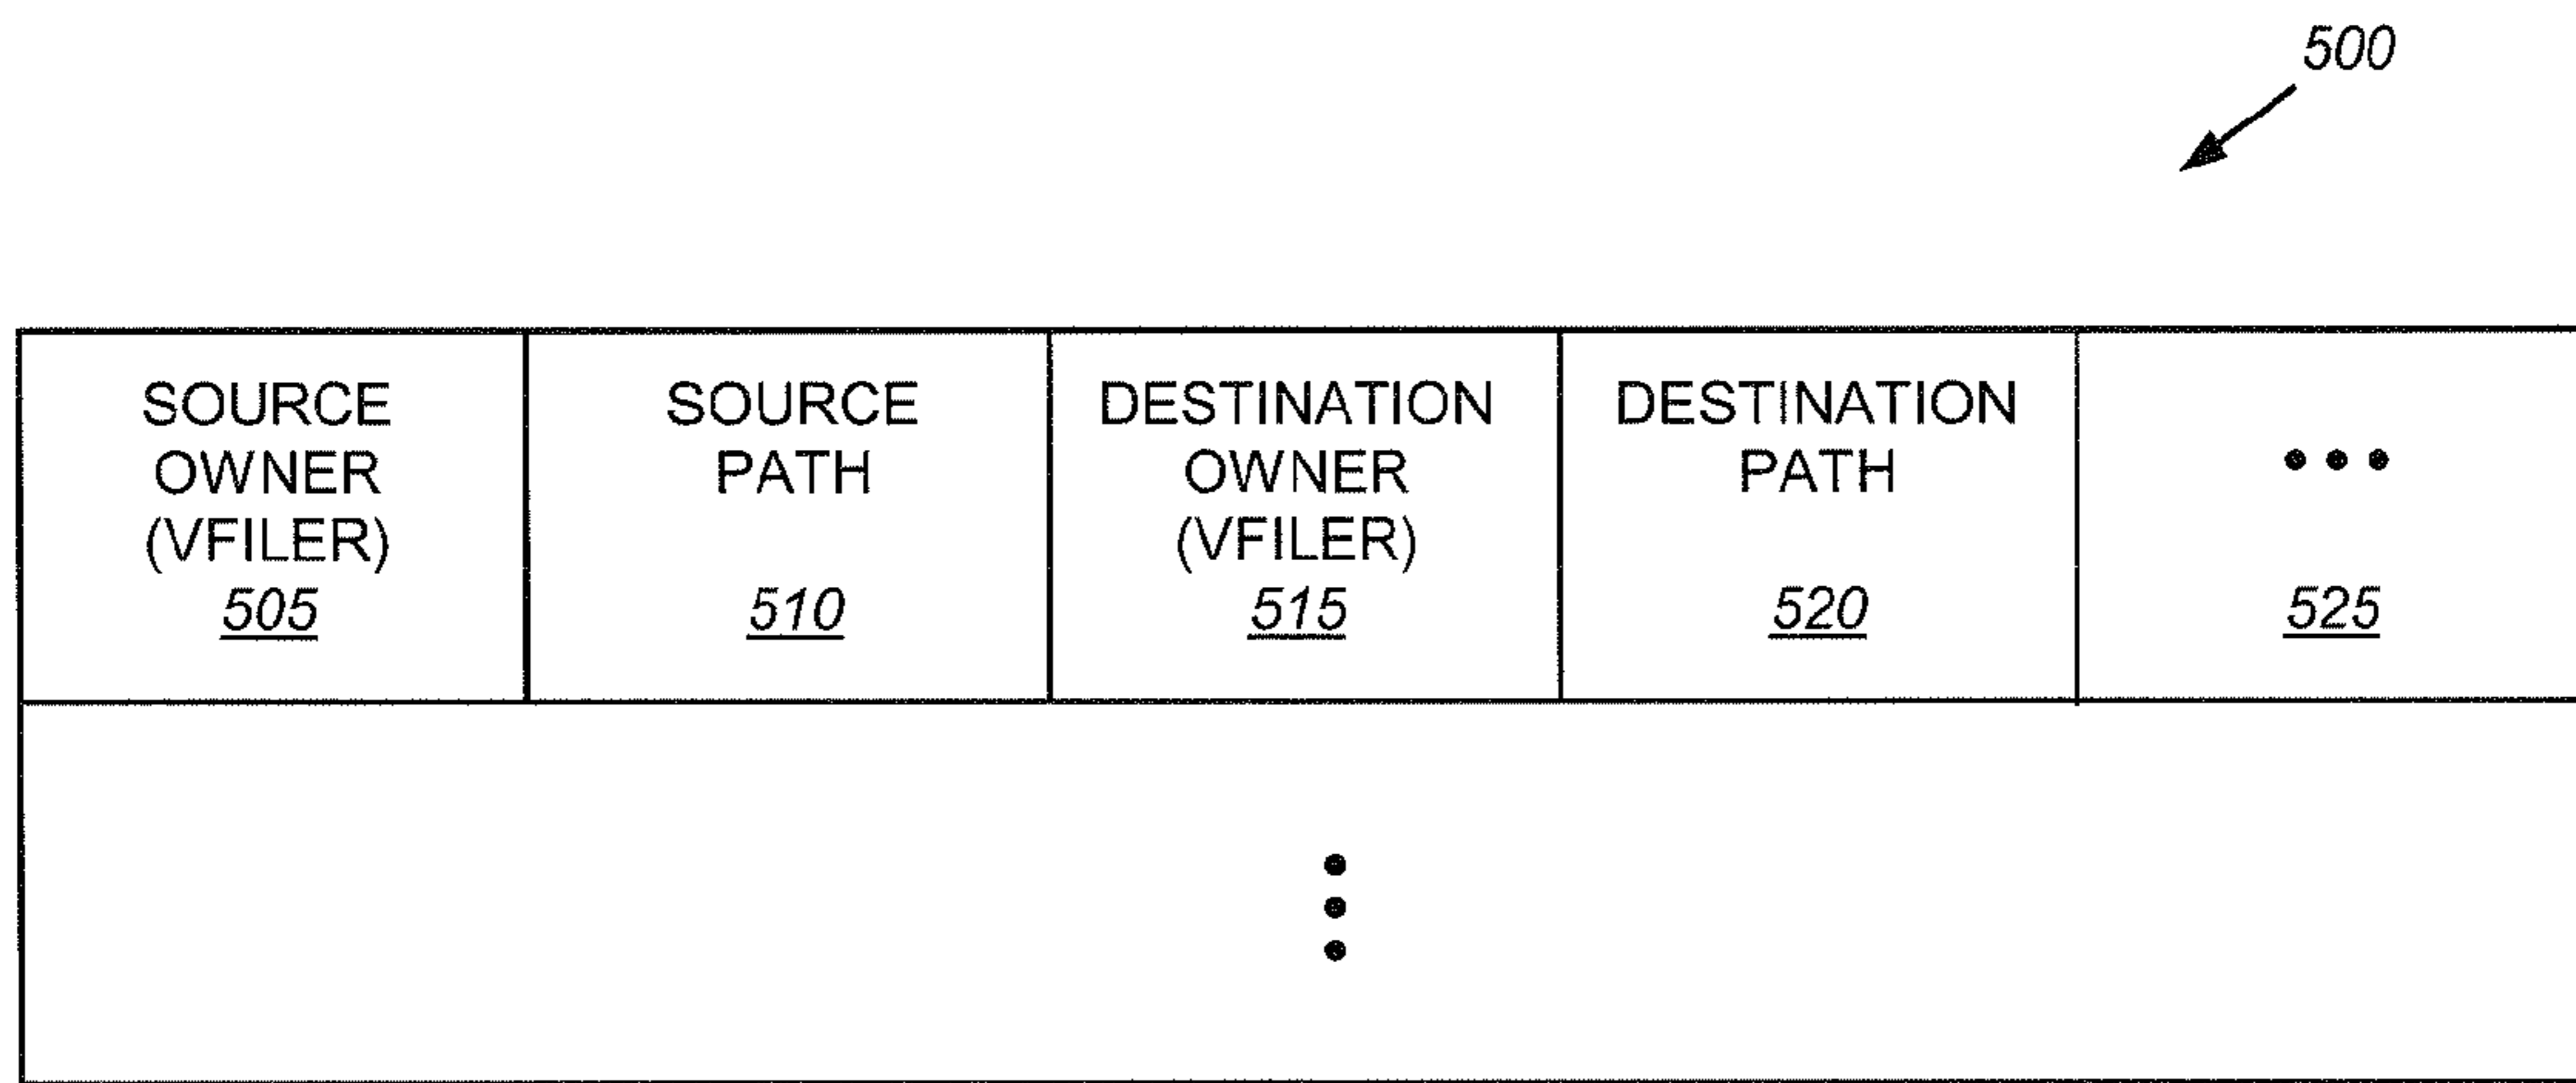 500
SOURCE
OWNER
(VFILER)
505
SOURCE
PATH
510
DESTINATION
OWNER
(VFILER)
515
DESTINATION
PATH
520
•••
525